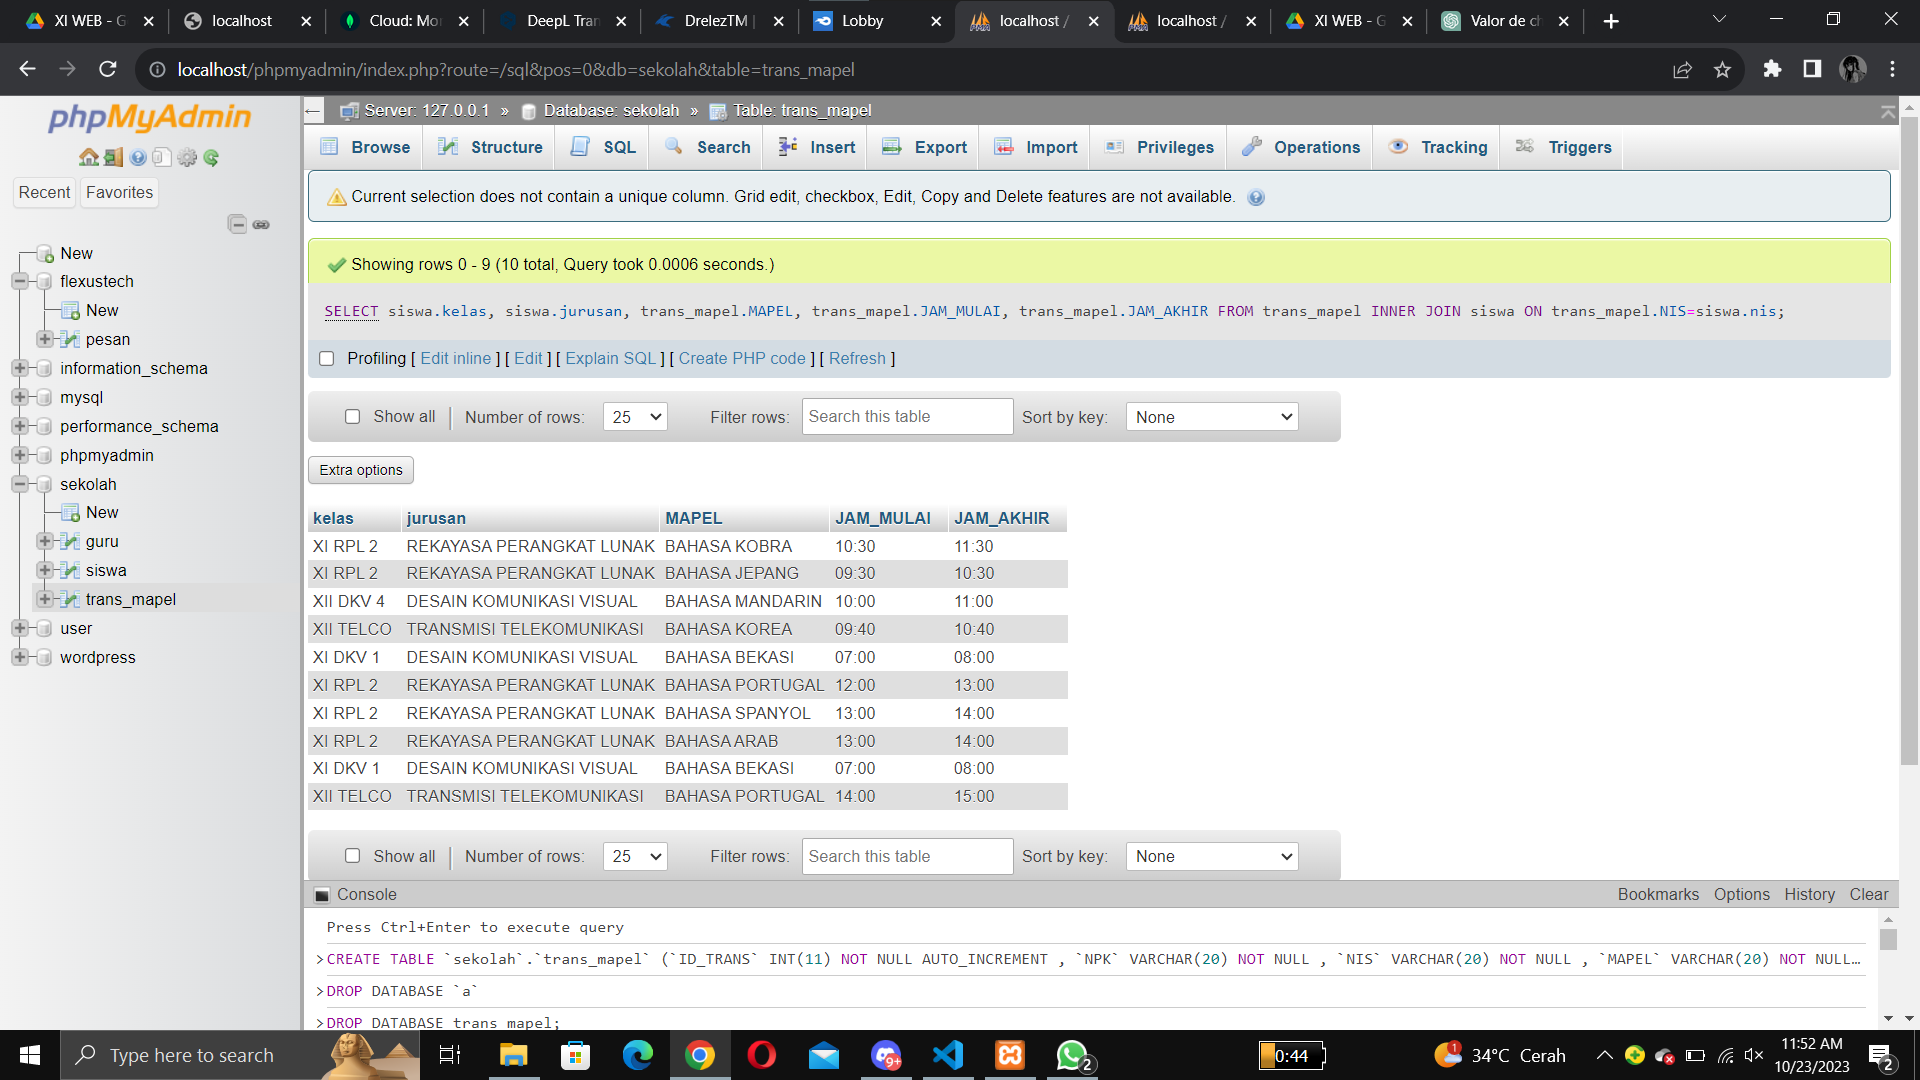 XI WEB - G
localhost
Cloud: Mon
DeepL Tran
DrelezTM |
Lobby
localhost /
localhost /
XI WEB - G
Valor de ch
localhost/phpmyadmin/index.php?route=/sql&pos=0&db=sekolah&table=trans_mapel
phpMyAdmin
Recent
Favorites
New
flexustech
New
pesan
information_schema
mysql
performance_schema
phpmyadmin
sekolah
New
guru
siswa
trans_mapel
user
wordpress
Server: 127.0.0.1 » Database: sekolah » Table: trans_mapel
Browse Structure SQL Search Insert Export Import Privileges Operations Tracking Triggers
Current selection does not contain a unique column. Grid edit, checkbox, Edit, Copy and Delete features are not available.
Showing rows 0 - 9 (10 total, Query took 0.0006 seconds.)
SELECT siswa.kelas, siswa.jurusan, trans_mapel.MAPEL, trans_mapel.JAM_MULAI, trans_mapel.JAM_AKHIR FROM trans_mapel INNER JOIN siswa ON trans_mapel.NIS=siswa.nis;
Profiling [ Edit inline ] [ Edit ] [ Explain SQL ] [ Create PHP code ] [ Refresh ]
Show all | Number of rows: 25 Filter rows: Search this table Sort by key: None
Extra options
kelas jurusan MAPEL JAM_MULAI JAM_AKHIR
XI RPL 2 REKAYASA PERANGKAT LUNAK BAHASA KOBRA 10:30 11:30
XI RPL 2 REKAYASA PERANGKAT LUNAK BAHASA JEPANG 09:30 10:30
XII DKV 4 DESAIN KOMUNIKASI VISUAL BAHASA MANDARIN 10:00 11:00
XII TELCO TRANSMISI TELEKOMUNIKASI BAHASA KOREA 09:40 10:40
XI DKV 1 DESAIN KOMUNIKASI VISUAL BAHASA BEKASI 07:00 08:00
XI RPL 2 REKAYASA PERANGKAT LUNAK BAHASA PORTUGAL 12:00 13:00
XI RPL 2 REKAYASA PERANGKAT LUNAK BAHASA SPANYOL 13:00 14:00
XI RPL 2 REKAYASA PERANGKAT LUNAK BAHASA ARAB 13:00 14:00
XI DKV 1 DESAIN KOMUNIKASI VISUAL BAHASA BEKASI 07:00 08:00
XII TELCO TRANSMISI TELEKOMUNIKASI BAHASA PORTUGAL 14:00 15:00
Show all | Number of rows: 25 Filter rows: Search this table Sort by key: None
Console Bookmarks Options History Clear
Press Ctrl+Enter to execute query
>CREATE TABLE `sekolah`.`trans_mapel` (`ID_TRANS` INT(11) NOT NULL AUTO_INCREMENT , `NPK` VARCHAR(20) NOT NULL , `NIS` VARCHAR(20) NOT NULL , `MAPEL` VARCHAR(20) NOT NULL…
>DROP DATABASE `a`
>DROP DATABASE trans_mapel;
Type here to search
9+
2
0:44
1
34°C Cerah
11:52 AM
10/23/2023
2